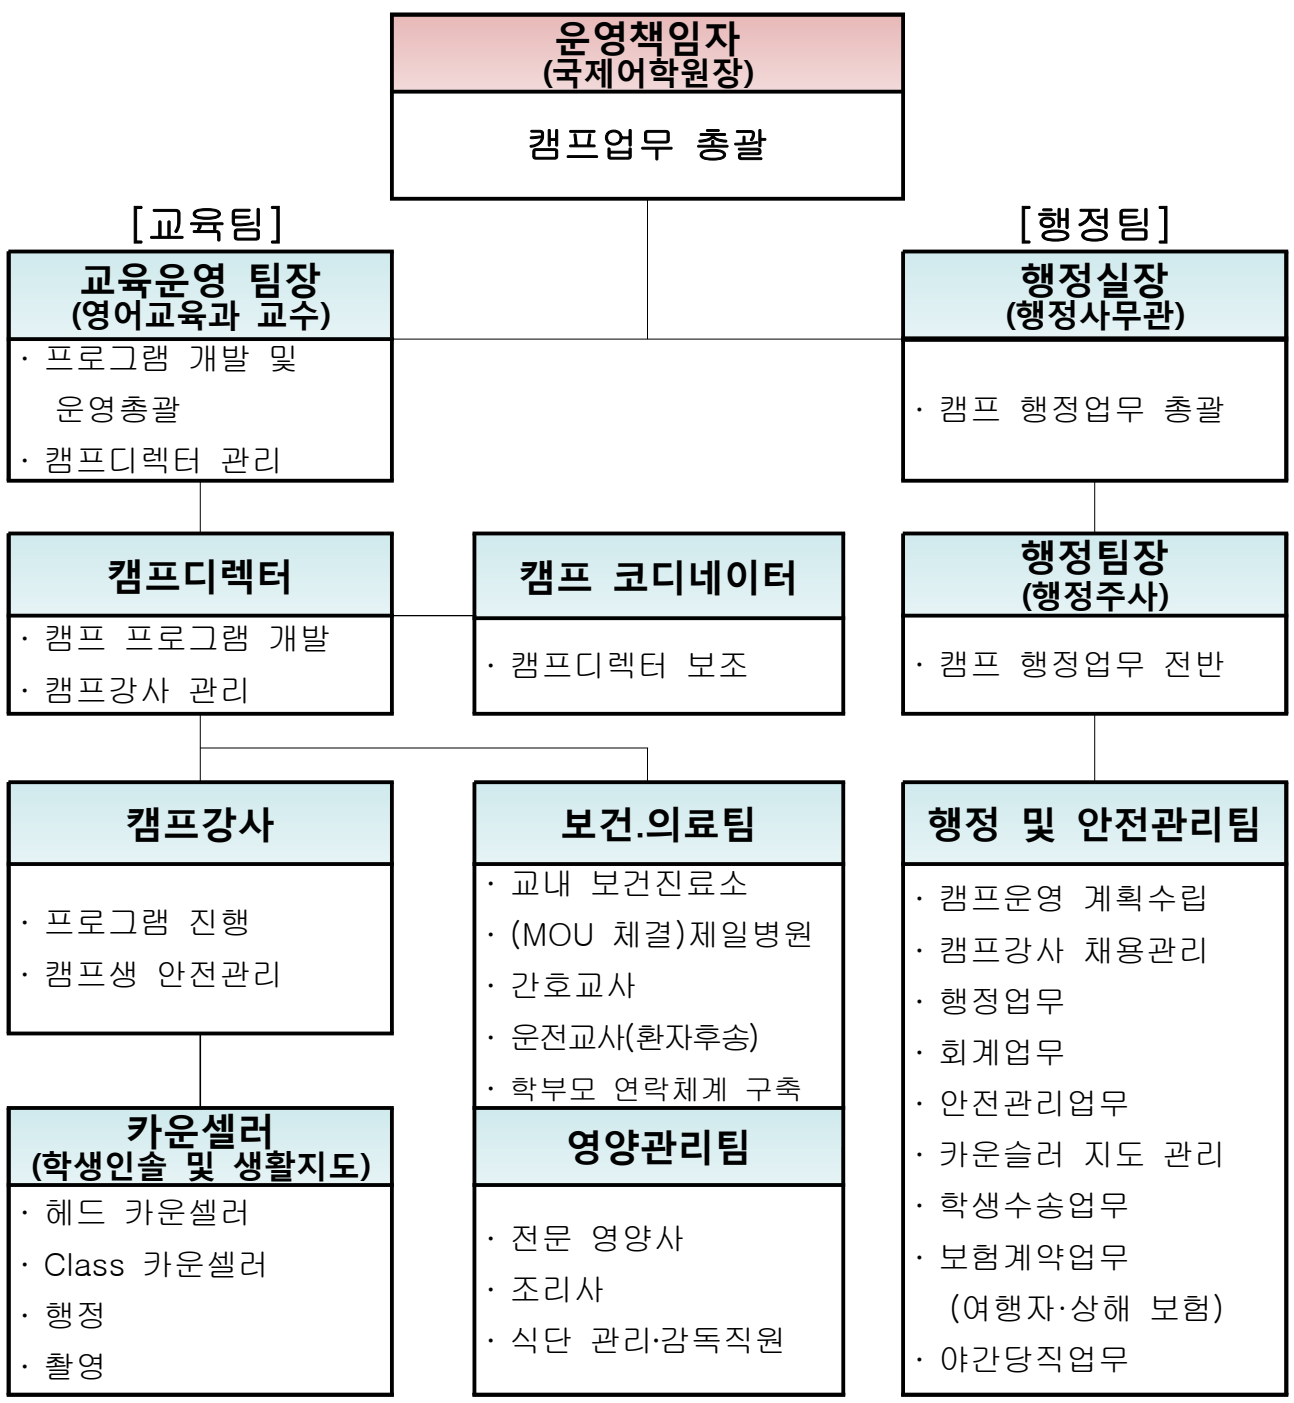 운영책임자
(국제어학원장)
캠프업무 총괄
[교육팀]
교육운영 팀장
(영어교육과 교수)
· 프로그램 개발 및
운영총괄
· 캠프디렉터 관리
[행정팀]
행정실장
(행정사무관)
· 캠프 행정업무 총괄
캠프디렉터
· 캠프 프로그램 개발
· 캠프강사 관리
캠프 코디네이터
· 캠프디렉터 보조
행정팀장
(행정주사)
· 캠프 행정업무 전반
캠프강사
· 프로그램 진행
· 캠프생 안전관리
보건.의료팀
· 교내 보건진료소
· (MOU 체결)제일병원
· 간호교사
· 운전교사(환자후송)
· 학부모 연락체계 구축
행정 및 안전관리팀
· 캠프운영 계획수립
· 캠프강사 채용관리
· 행정업무
· 회계업무
· 안전관리업무
· 카운슬러 지도 관리
· 학생수송업무
· 보험계약업무
(여행자·상해 보험)
· 야간당직업무
카운셀러
(학생인솔 및 생활지도)
· 헤드 카운셀러
· Class 카운셀러
· 행정
· 촬영
영양관리팀
· 전문 영양사
· 조리사
· 식단 관리·감독직원